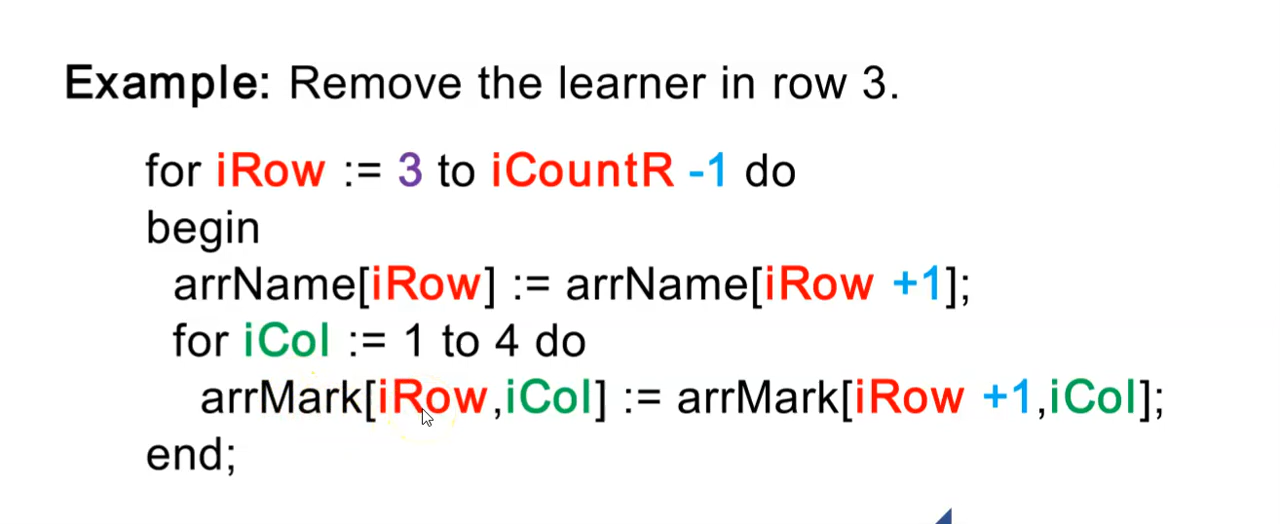 Example: Remove the learner in row 3.
for iRow := 3 to iCountR -1 do
begin
arrName[iRow] := arrName[iRow +1];
for iCol := 1 to 4 do
arrMark[iRow,iCol] := arrMark[iRow +1,iCol];
end;